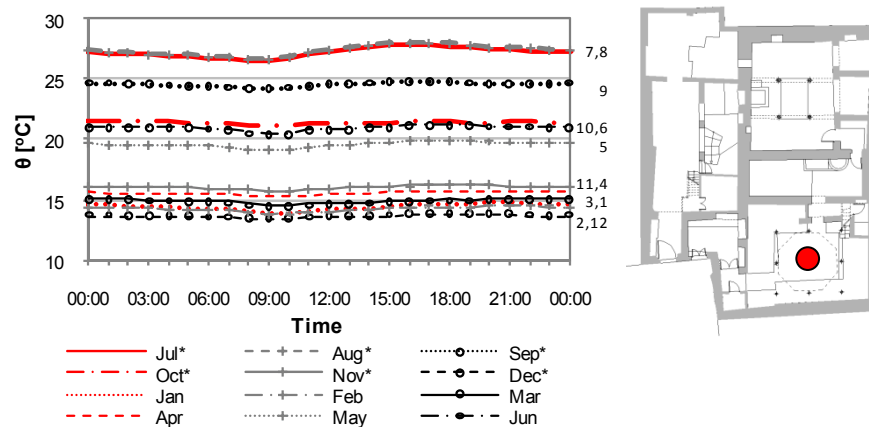 30
25
20
15
10
θ [ºC]
7,8
9
10,6
5
11,4
3,1
2,12
00:00 03:00 06:00 09:00 12:00 15:00 18:00 21:00 00:00
Time
Jul* Aug* Sep*
Oct* Nov* Dec*
Jan Feb Mar
Apr May Jun